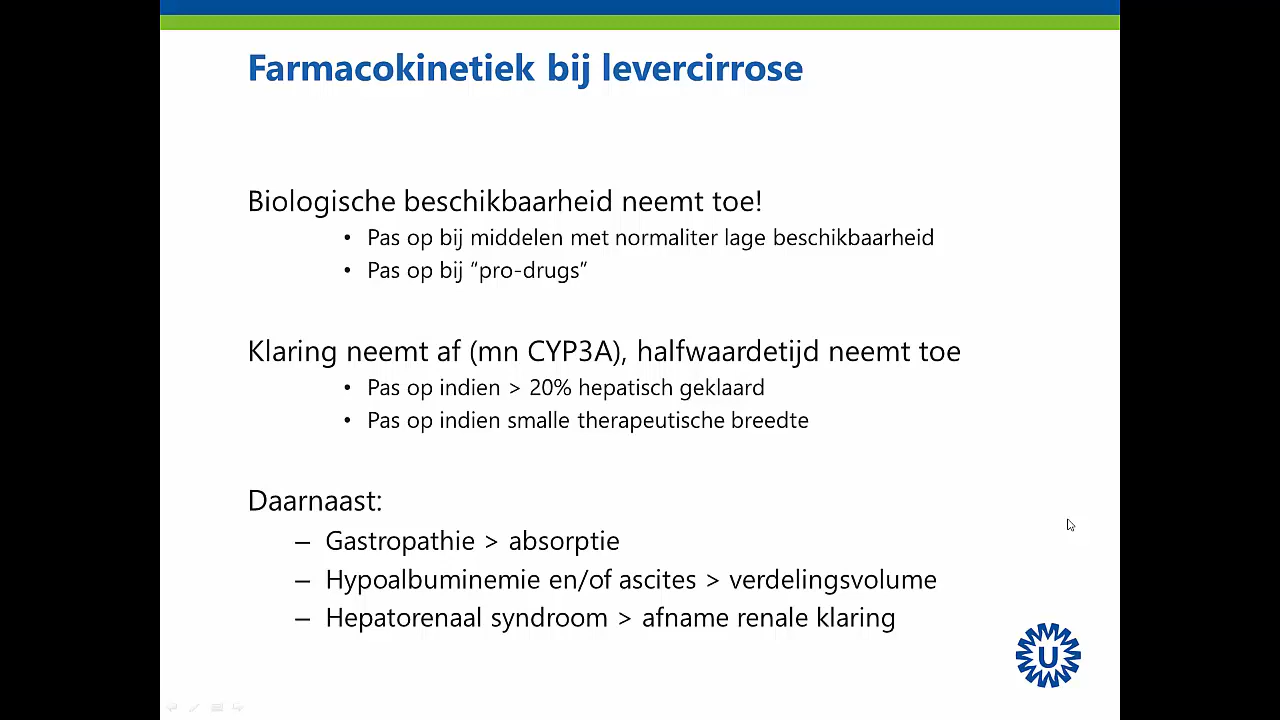 Farmacokinetiek bij levercirrose
Biologische beschikbaarheid neemt toe!
• Pas op bij middelen met normaliter lage beschikbaarheid
• Pas op bij “pro-drugs”
Klaring neemt af (mn CYP3A), halfwaardetijd neemt toe
• Pas op indien > 20% hepatisch geklaard
• Pas op indien smalle therapeutische breedte
Daarnaast:
– Gastropathie > absorptie
– Hypoalbuminemie en/of ascites > verdelingsvolume
– Hepatorenaal syndroom > afname renale klaring
U